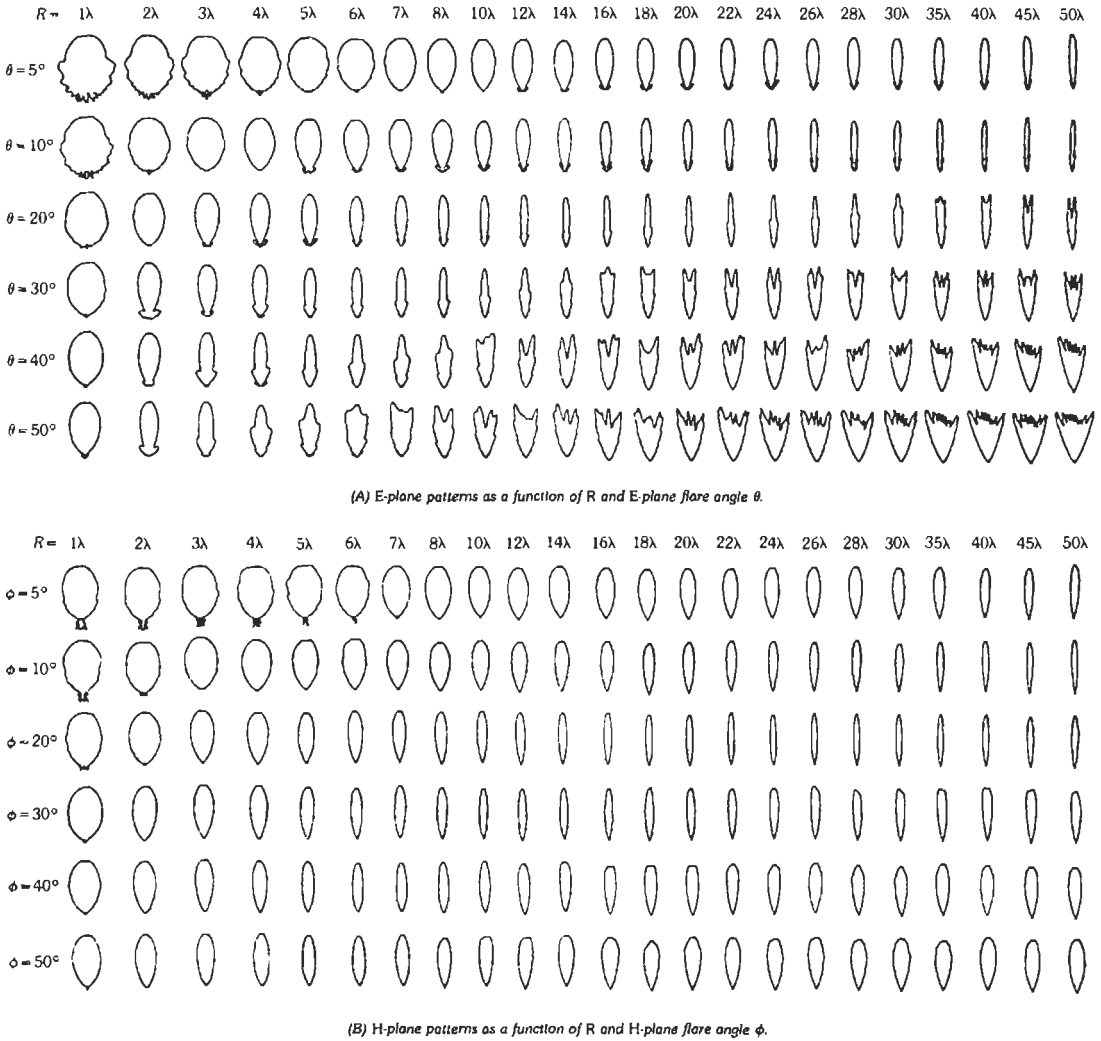 R = 1λ 2λ 3λ 4λ 5λ 6λ 7λ 8λ 10λ 12λ 14λ 16λ 18λ 20λ 22λ 24λ 26λ 28λ 30λ 35λ 40λ 45λ 50λ
θ = 5°
θ = 10°
θ = 20°
θ = 30°
θ = 40°
θ = 50°
(A) E-plane patterns as a function of R and E-plane flare angle θ.
R = 1λ 2λ 3λ 4λ 5λ 6λ 7λ 8λ 10λ 12λ 14λ 16λ 18λ 20λ 22λ 24λ 26λ 28λ 30λ 35λ 40λ 45λ 50λ
ϕ = 5°
ϕ = 10°
ϕ = 20°
ϕ = 30°
ϕ = 40°
ϕ = 50°
(B) H-plane patterns as a function of R and H-plane flare angle ϕ.